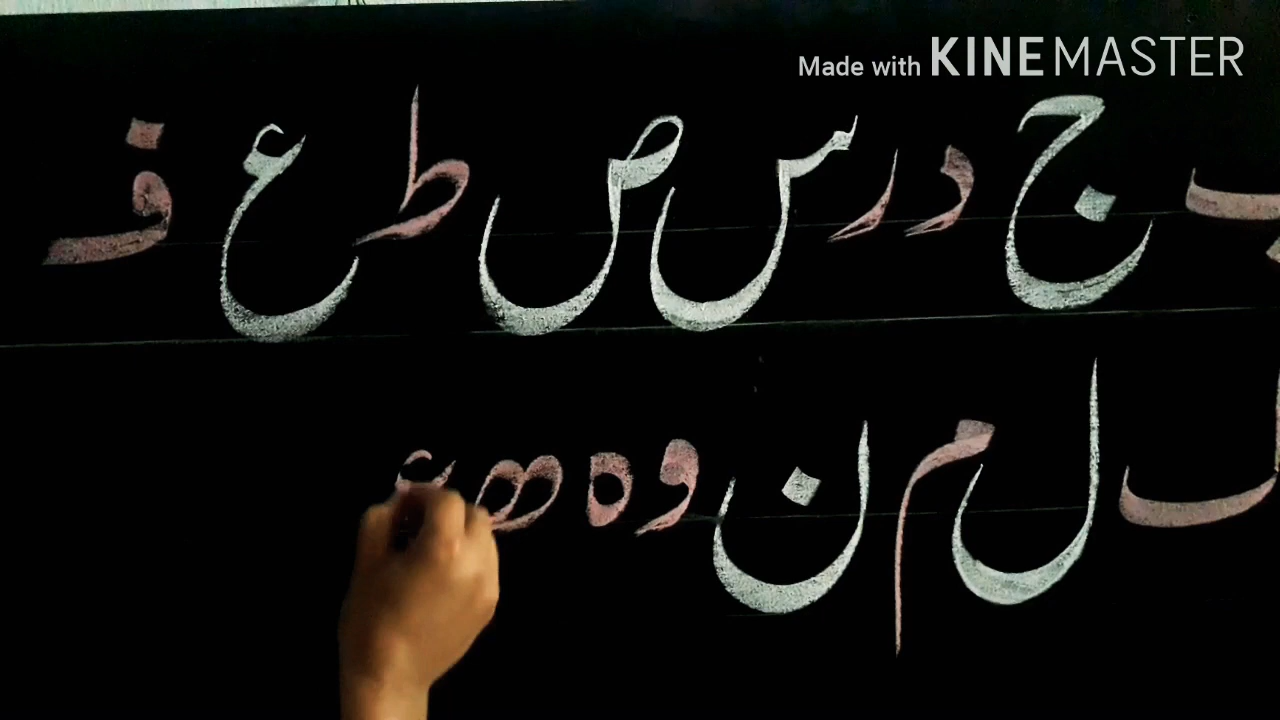 Made with KINEMASTER
ب ج د ر س ص ط ع ف
ل م ن و ہ ھ ء